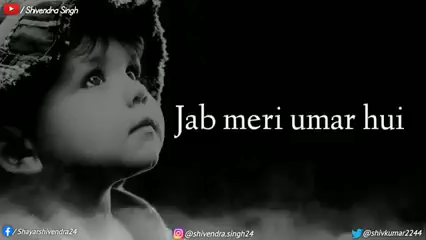 /Shivendra Singh
Jab meri umar hui
/Shayarshivendra24
@shivendra.singh24
@shivkumar2244